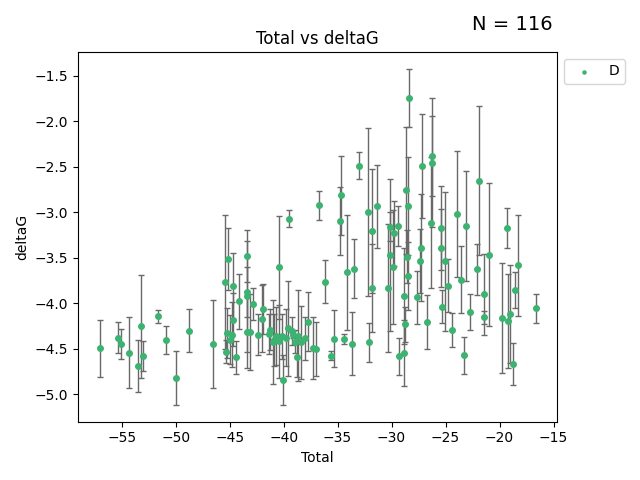 N = 116
Total vs deltaG
D
deltaG
−1.5
−2.0
−2.5
−3.0
−3.5
−4.0
−4.5
−5.0
−55 −50 −45 −40 −35 −30 −25 −20 −15
Total